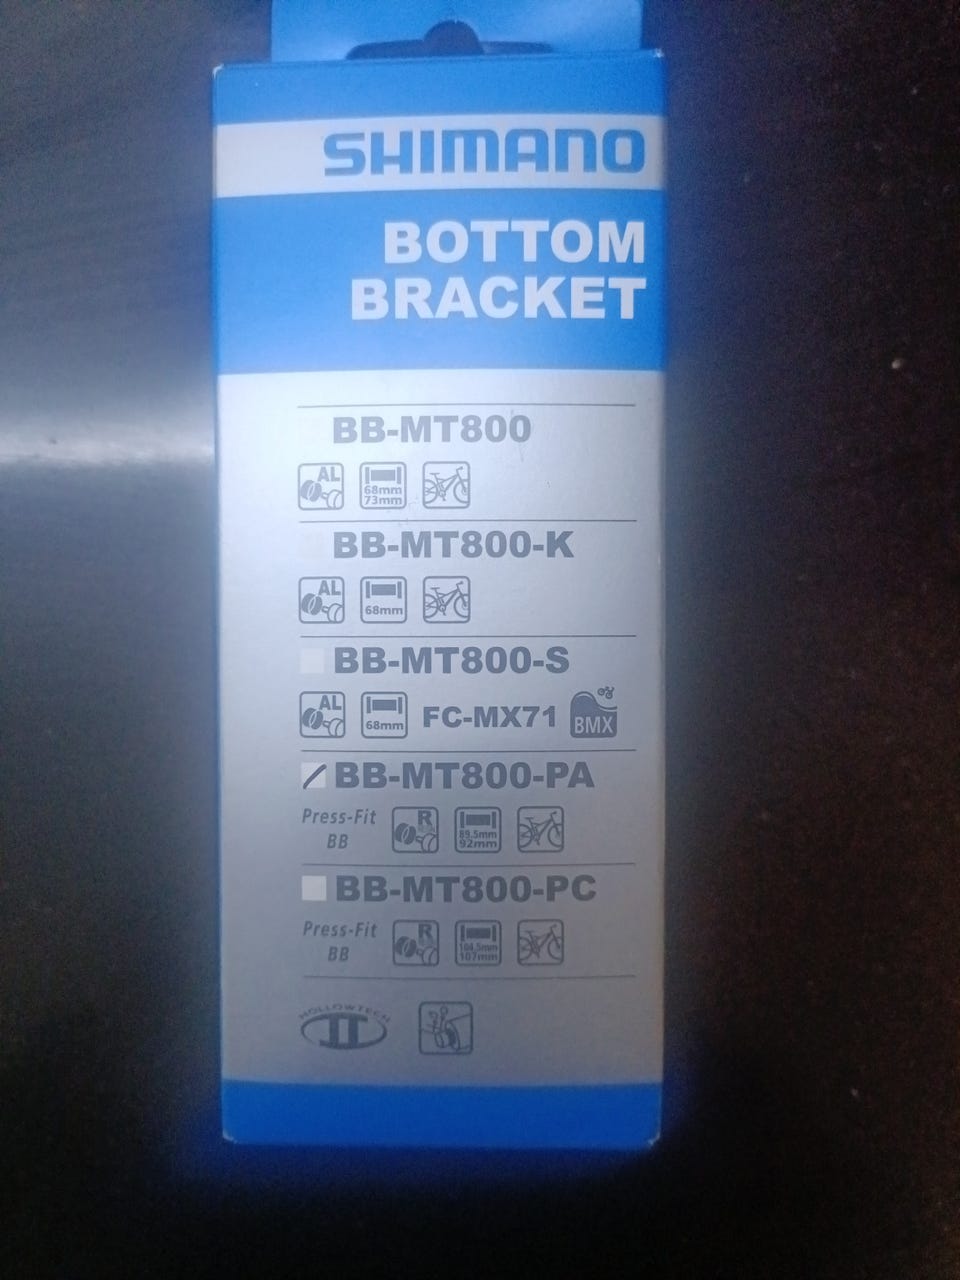 SHIMANO
BOTTOM
BRACKET
BB-MT800
AL 68mm
73mm
BB-MT800-K
AL 68mm
BB-MT800-S
AL 68mm FC-MX71 BMX
BB-MT800-PA
Press-Fit
BB R 89.5mm
92mm
BB-MT800-PC
Press-Fit
BB R 104.5mm
107mm
HOLLOWTECH
II